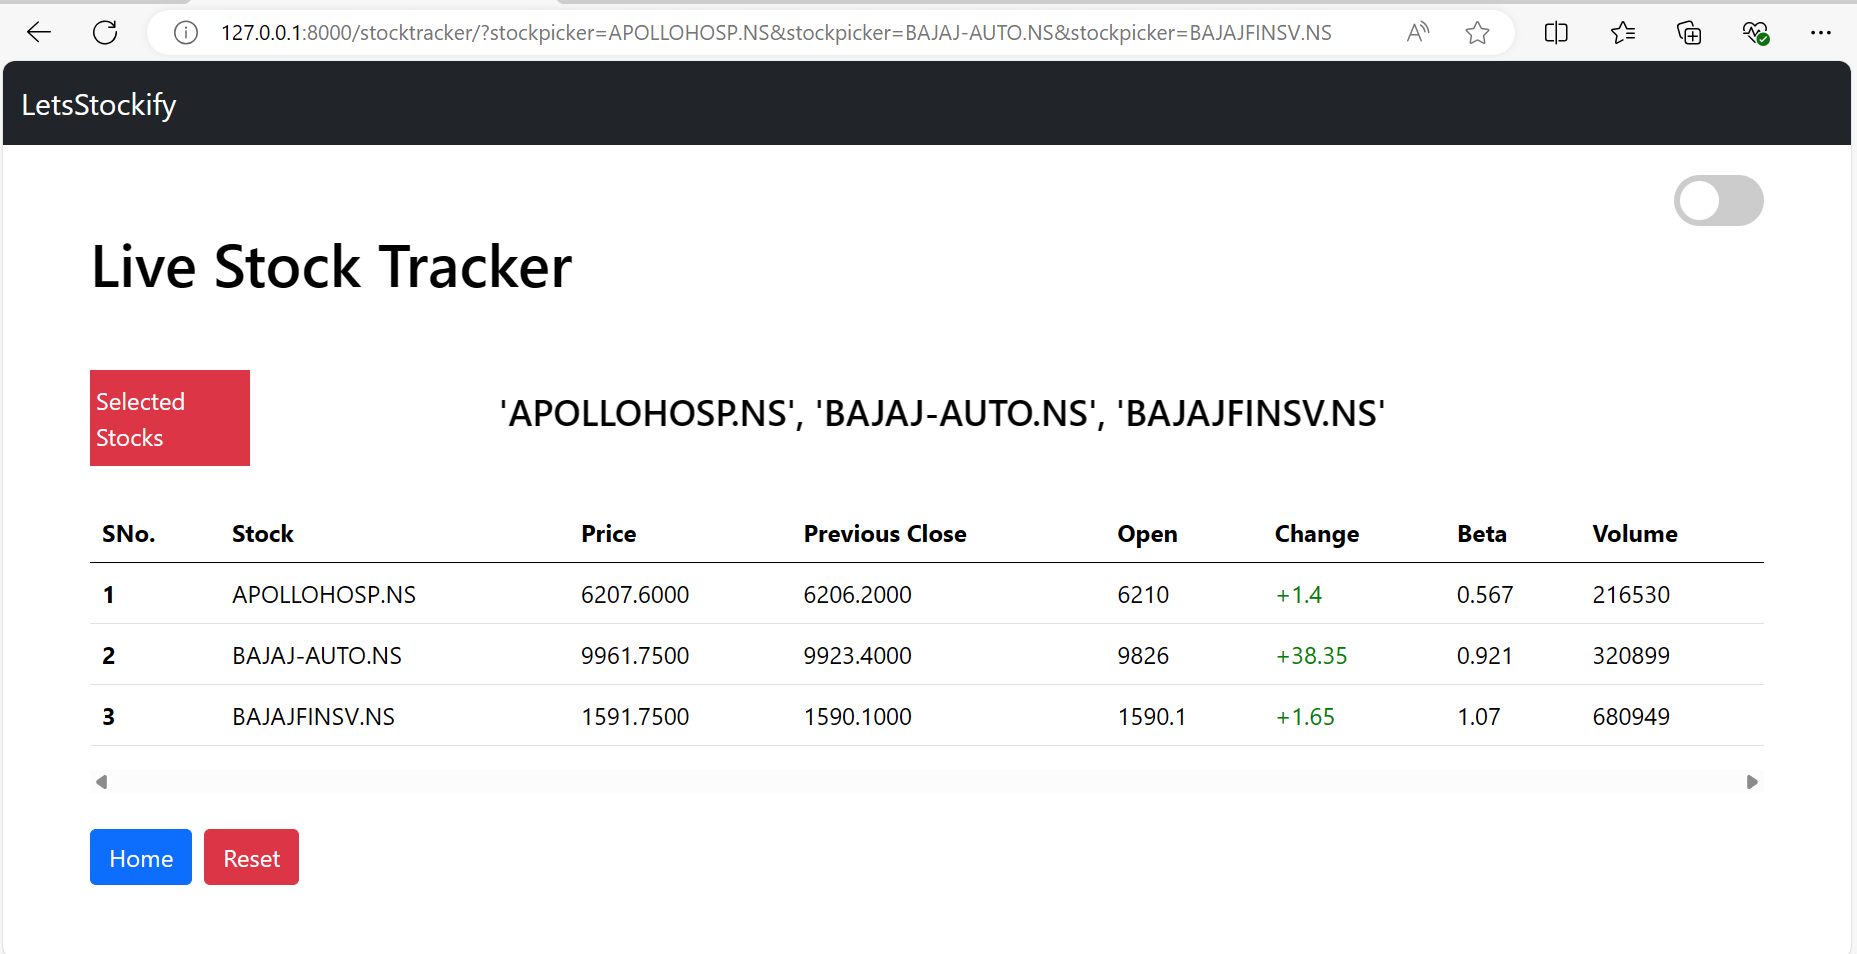 127.0.0.1:8000/stocktracker/?stockpicker=APOLLOHOSP.NS&stockpicker=BAJAJ-AUTO.NS&stockpicker=BAJAJFINSV.NS
LetsStockify
Live Stock Tracker
Selected
Stocks
'APOLLOHOSP.NS', 'BAJAJ-AUTO.NS', 'BAJAJFINSV.NS'
SNo. Stock Price Previous Close Open Change Beta Volume
1 APOLLOHOSP.NS 6207.6000 6206.2000 6210 +1.4 0.567 216530
2 BAJAJ-AUTO.NS 9961.7500 9923.4000 9826 +38.35 0.921 320899
3 BAJAJFINSV.NS 1591.7500 1590.1000 1590.1 +1.65 1.07 680949
Home Reset